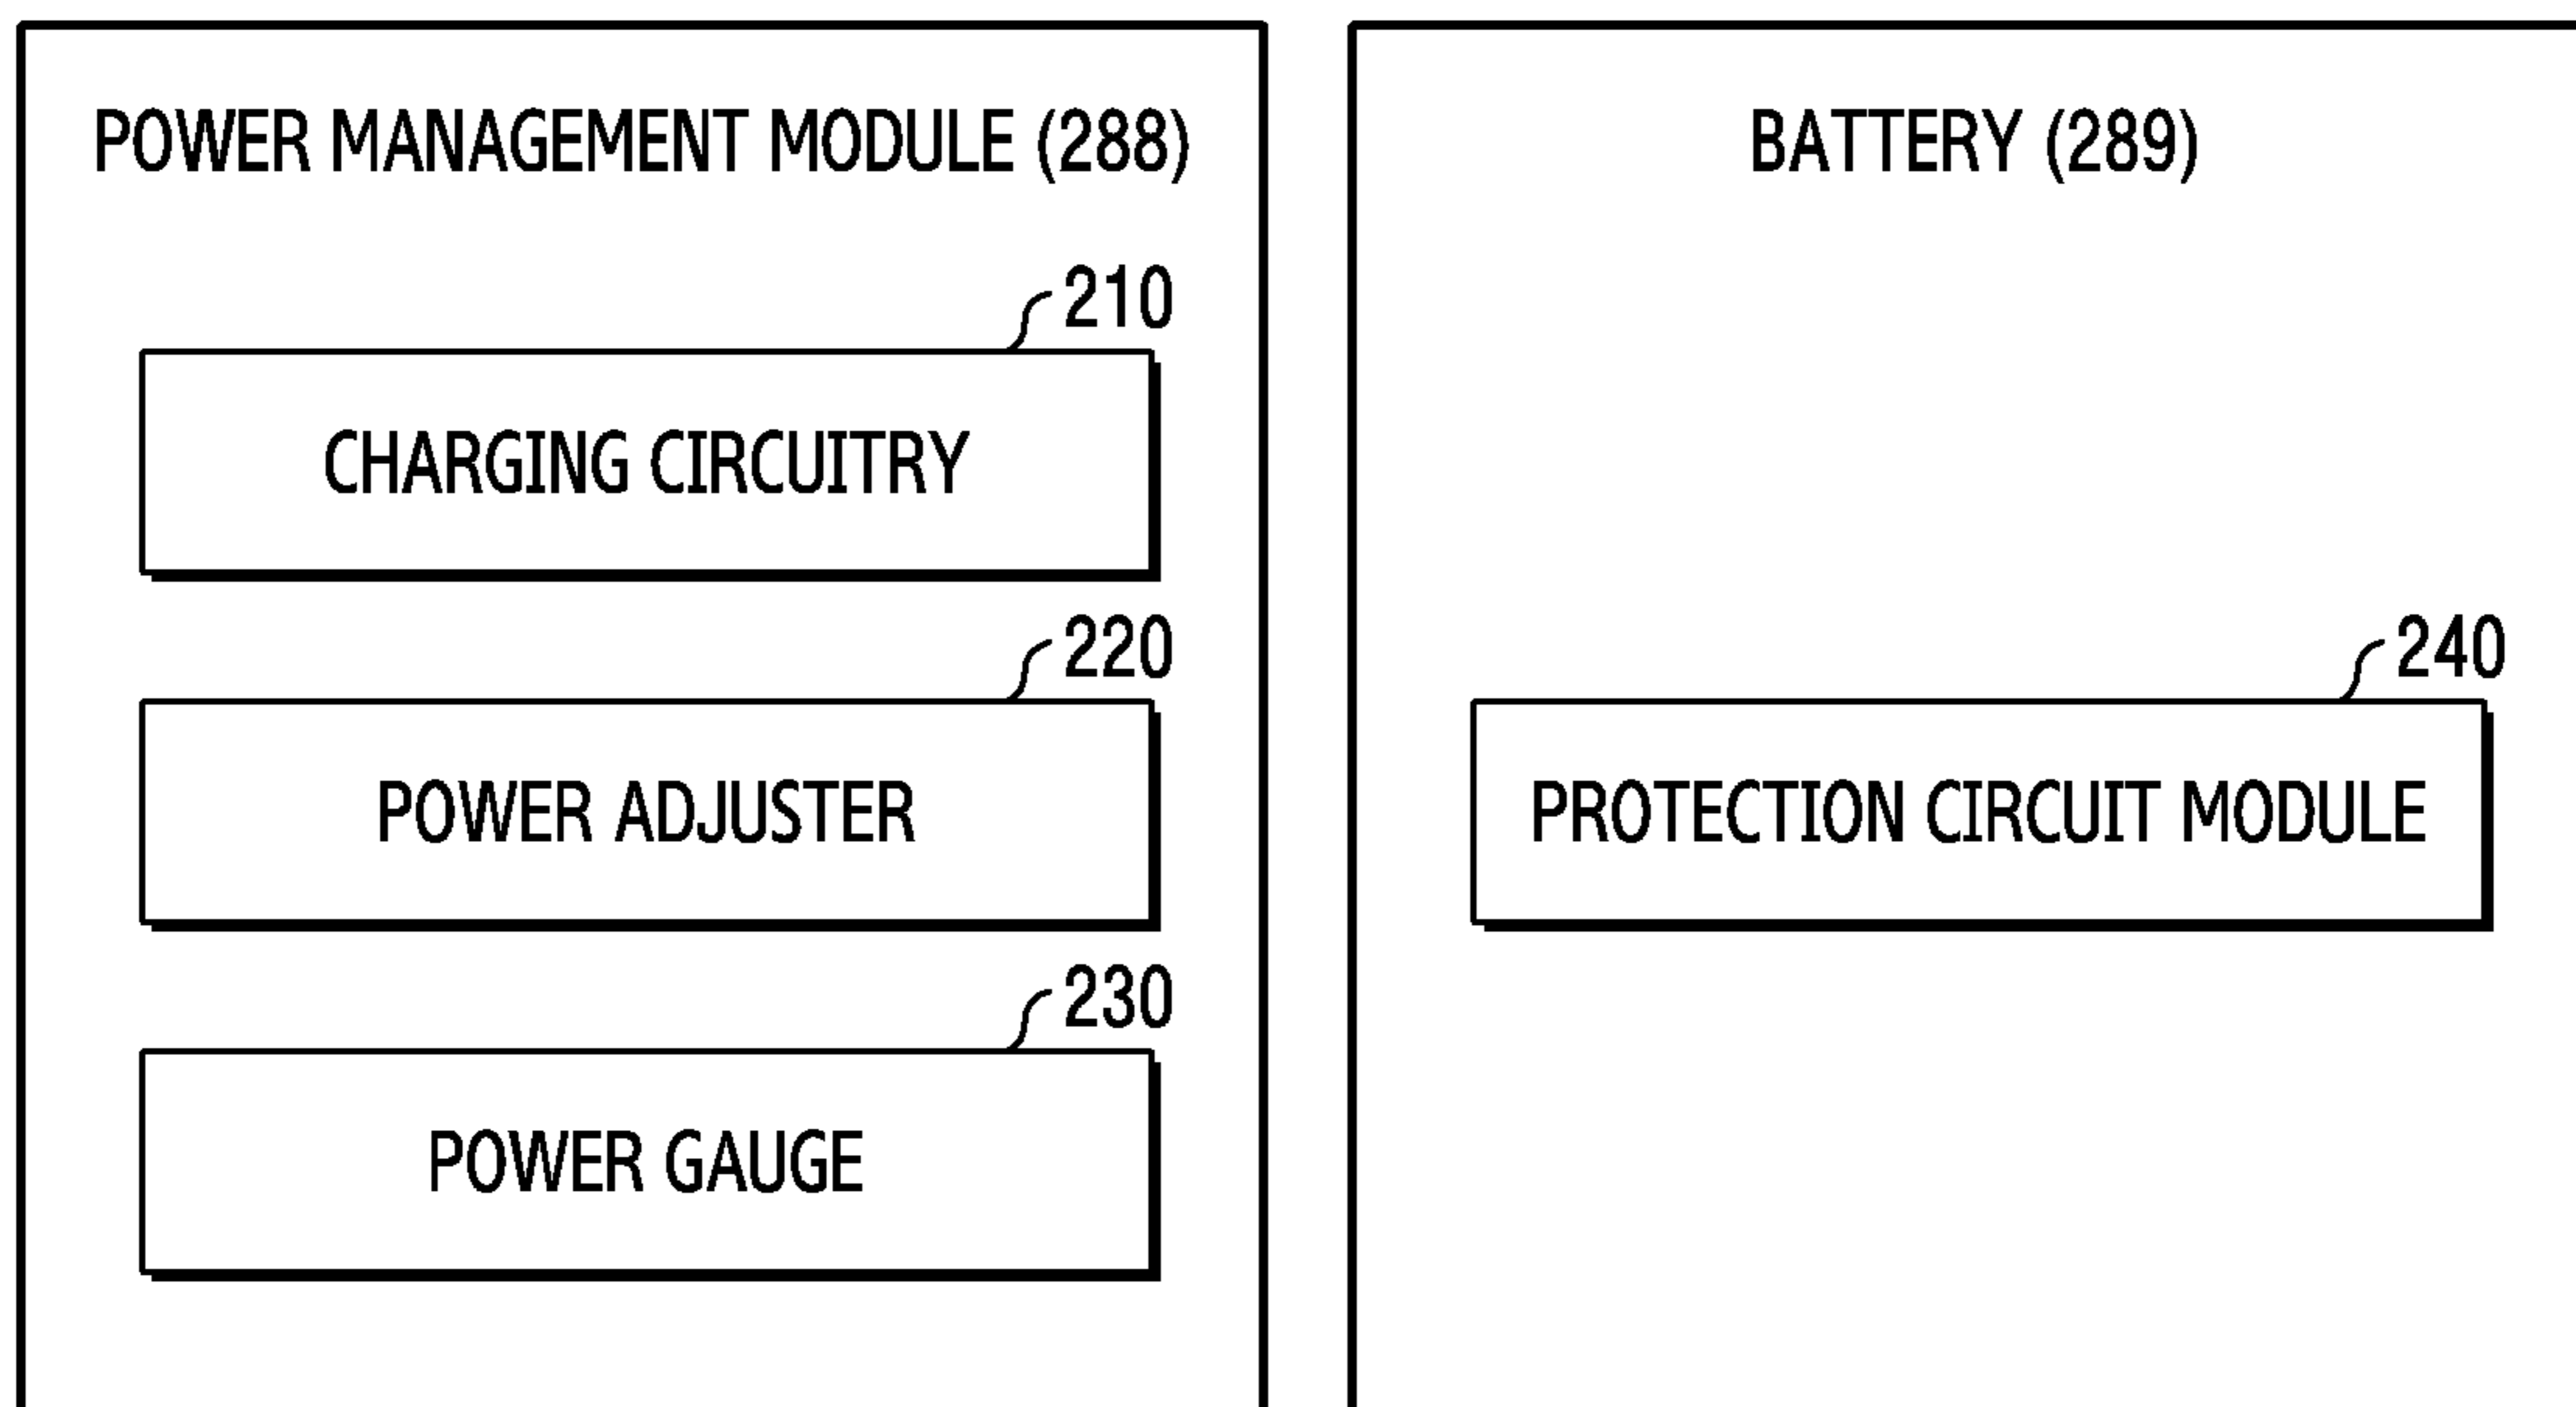 POWER MANAGEMENT MODULE (288)
210
CHARGING CIRCUITRY
220
POWER ADJUSTER
230
POWER GAUGE
BATTERY (289)
240
PROTECTION CIRCUIT MODULE